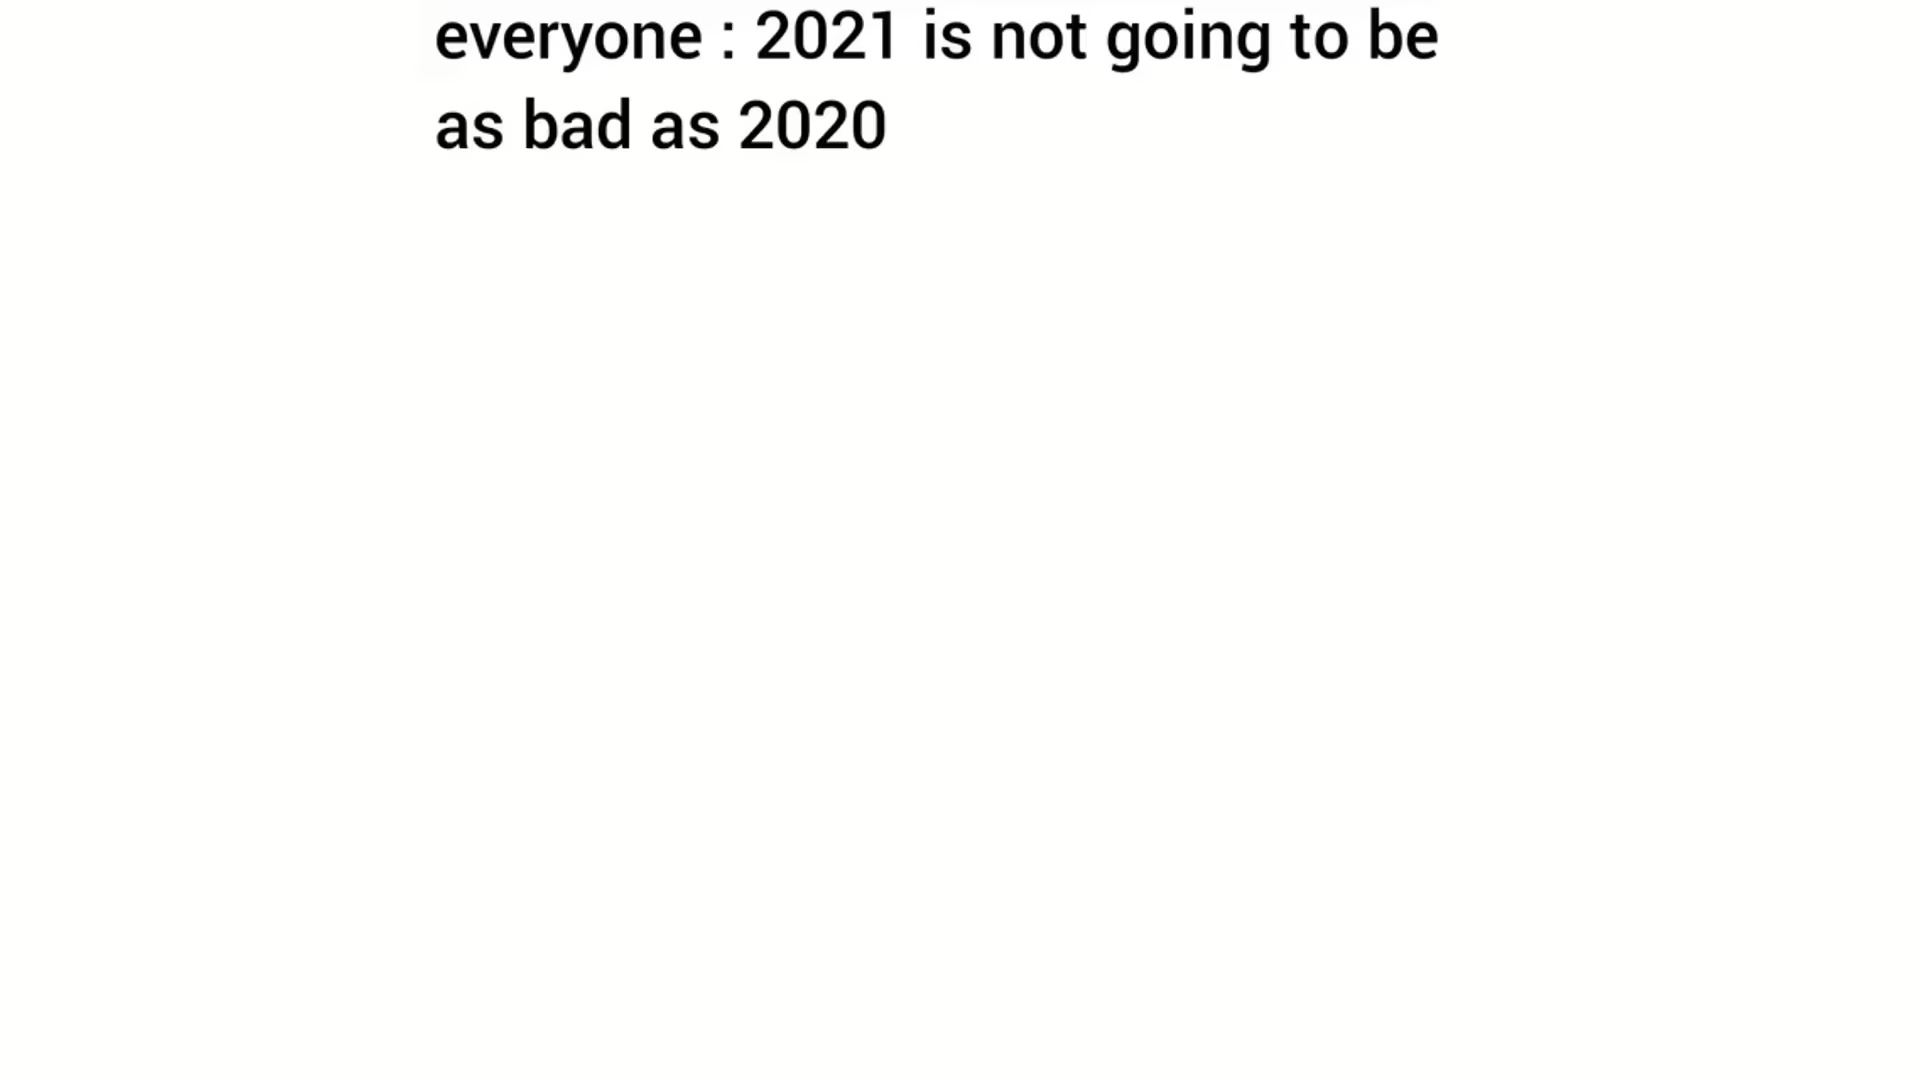 everyone : 2021 is not going to be
as bad as 2020